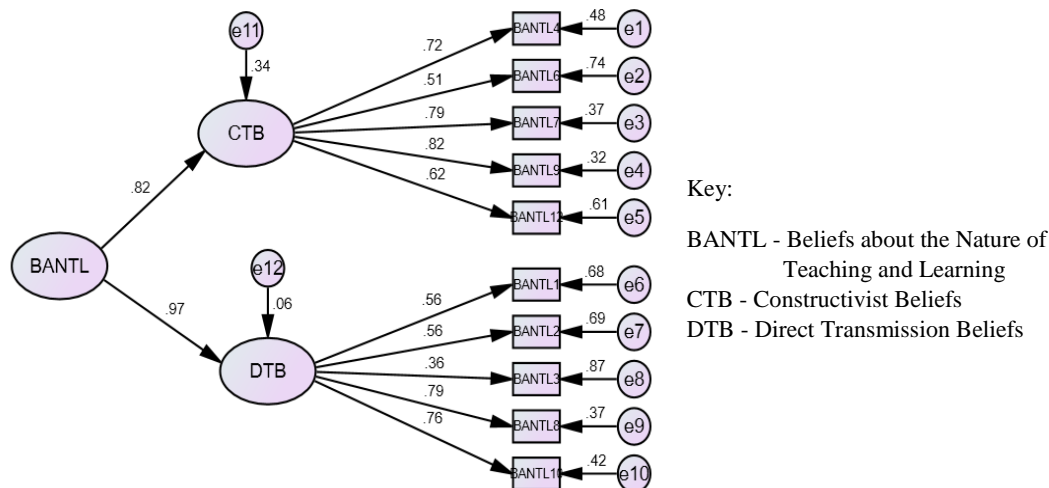 e11
.34
CTB
.82
BANTL
.97
e12
.06
DTB
.72
.51
.79
.82
.62
BANTL4
.48
e1
BANTL6
.74
e2
BANTL7
.37
e3
BANTL9
.32
e4
BANTL12
.61
e5
.56
.56
.36
.79
.76
BANTL1
.68
e6
BANTL2
.69
e7
BANTL3
.87
e8
BANTL8
.37
e9
BANTL10
.42
e10
Key:
BANTL - Beliefs about the Nature of
Teaching and Learning
CTB - Constructivist Beliefs
DTB - Direct Transmission Beliefs